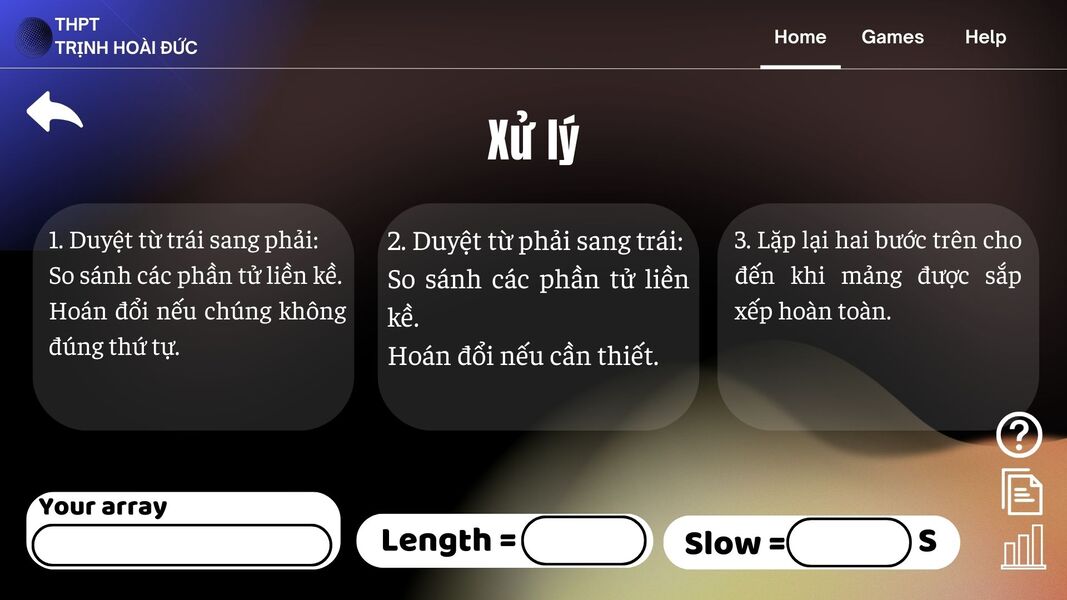 THPT
TRỊNH HOÀI ĐỨC
Home
Games
Help
Xử lý
1. Duyệt từ trái sang phải:
So sánh các phần tử liền kề.
Hoán đổi nếu chúng không
đúng thứ tự.
2. Duyệt từ phải sang trái:
So sánh các phần tử liền
kề.
Hoán đổi nếu cần thiết.
3. Lặp lại hai bước trên cho
đến khi mảng được sắp
xếp hoàn toàn.
Your array
Length =
Slow =
S